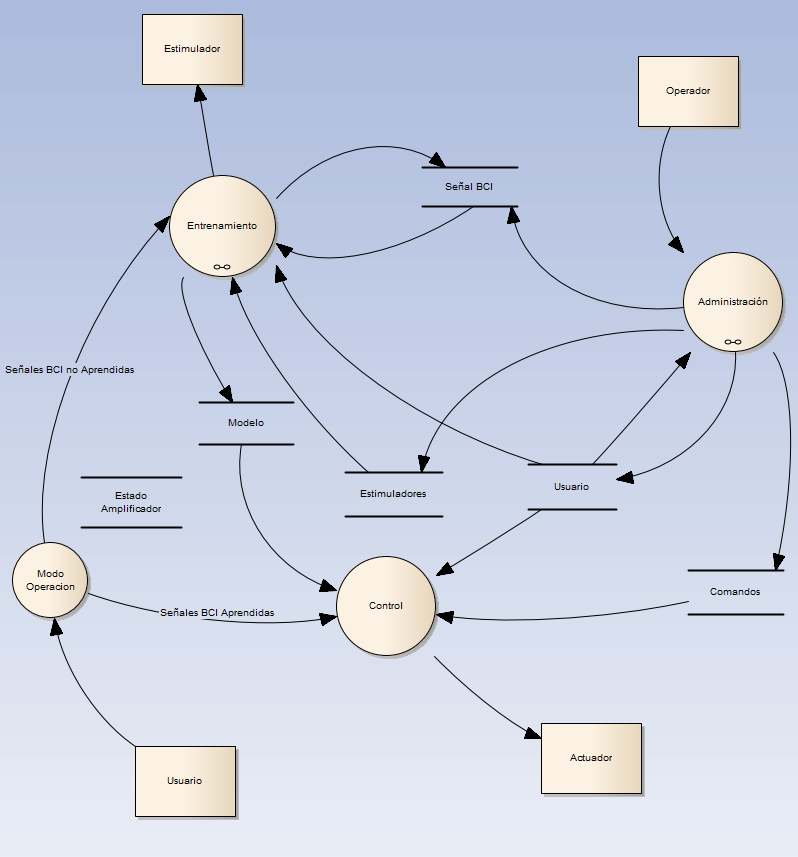 Estimulador
Operador
Señal BCI
Entrenamiento
Administración
Señales BCI no Aprendidas
Modelo
Estado
Amplificador
Estimuladores
Usuario
Modo
Operacion
Control
Comandos
Señales BCI Aprendidas
Actuador
Usuario